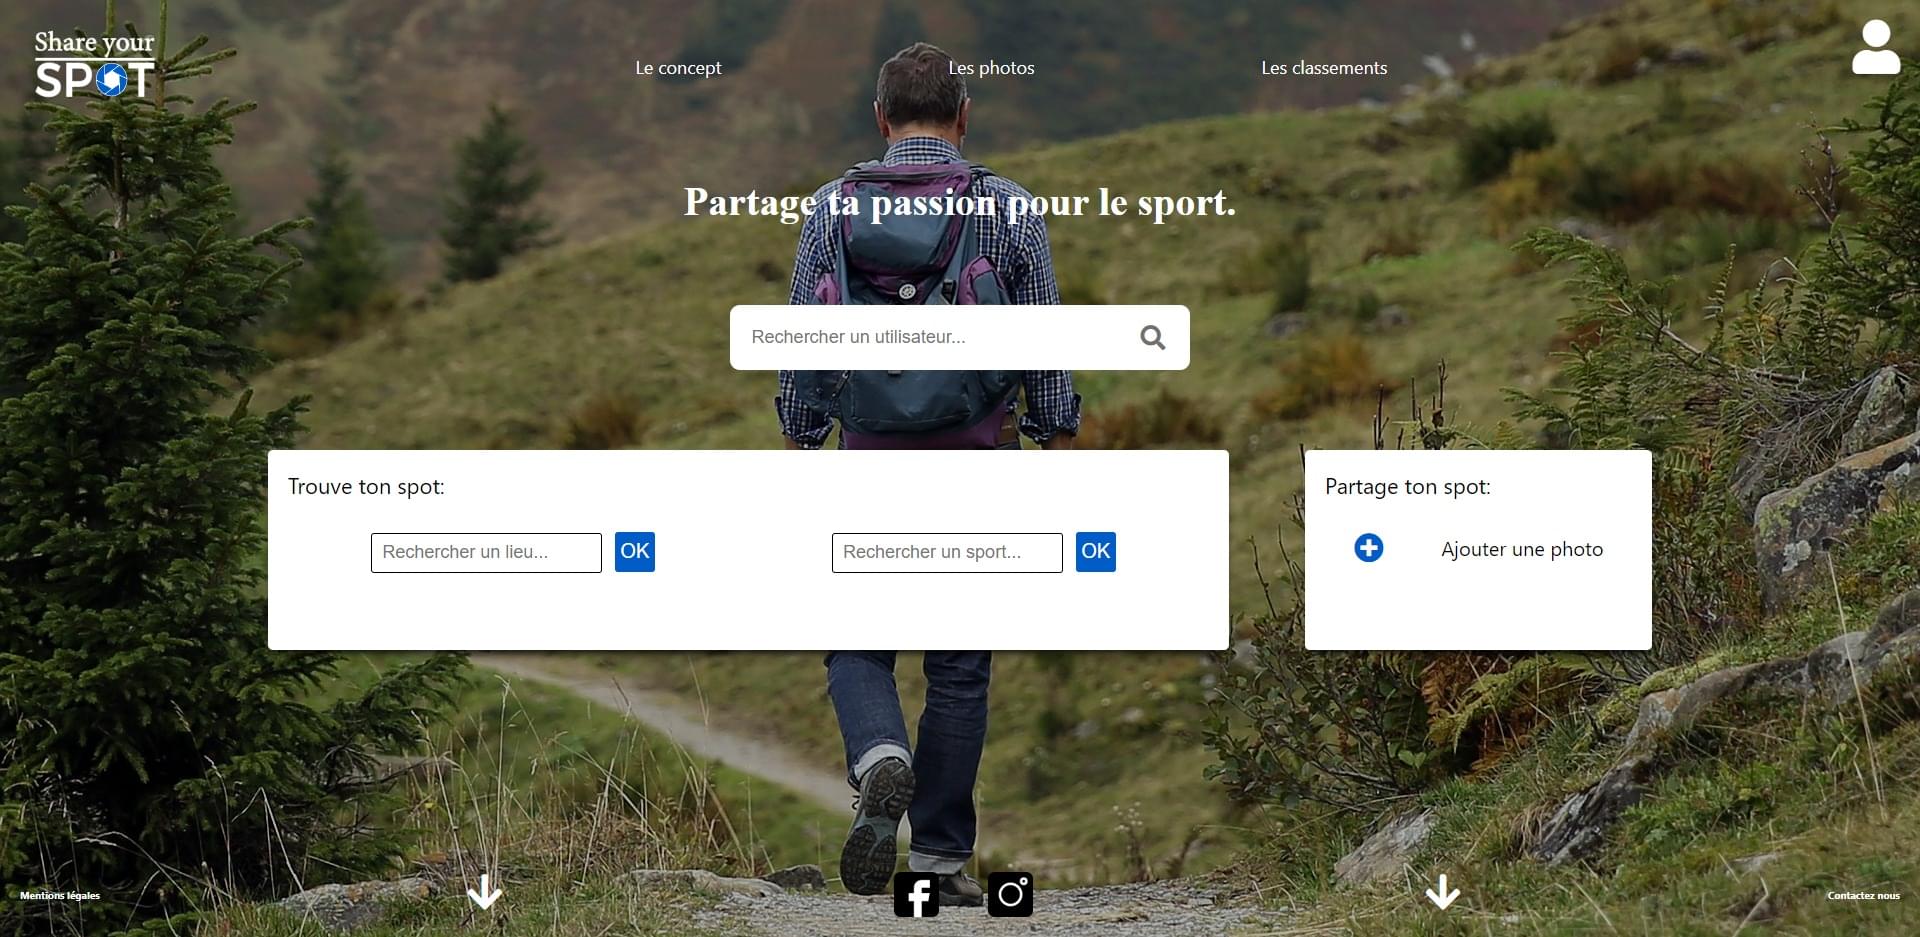 Share your
SPOT
Le concept
Les photos
Les classements
Partage ta passion pour le sport.
Rechercher un utilisateur...
Trouve ton spot:
Rechercher un lieu...
OK
Rechercher un sport...
OK
Partage ton spot:
Ajouter une photo
Mentions légales
Contactez nous